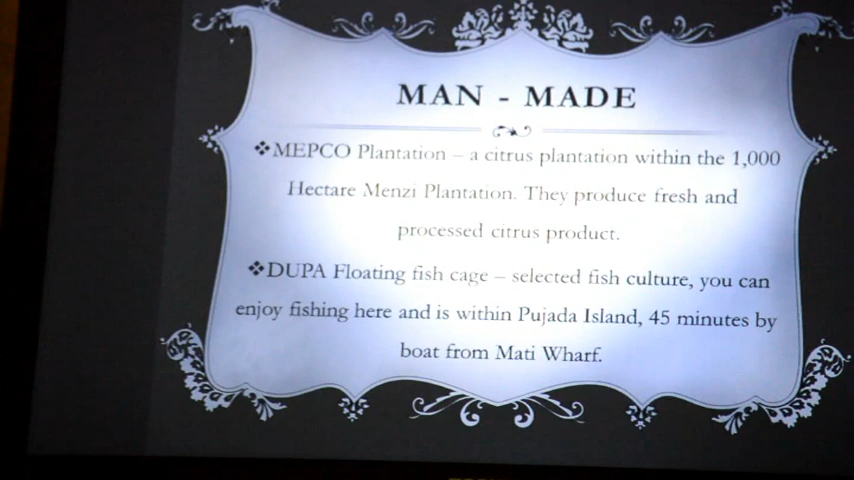 MAN - MADE
❖MEPCO Plantation – a citrus plantation within the 1,000
Hectare Menzi Plantation. They produce fresh and
processed citrus product.
❖DUPA Floating fish cage – selected fish culture, you can
enjoy fishing here and is within Pujada Island, 45 minutes by
boat from Mati Wharf.